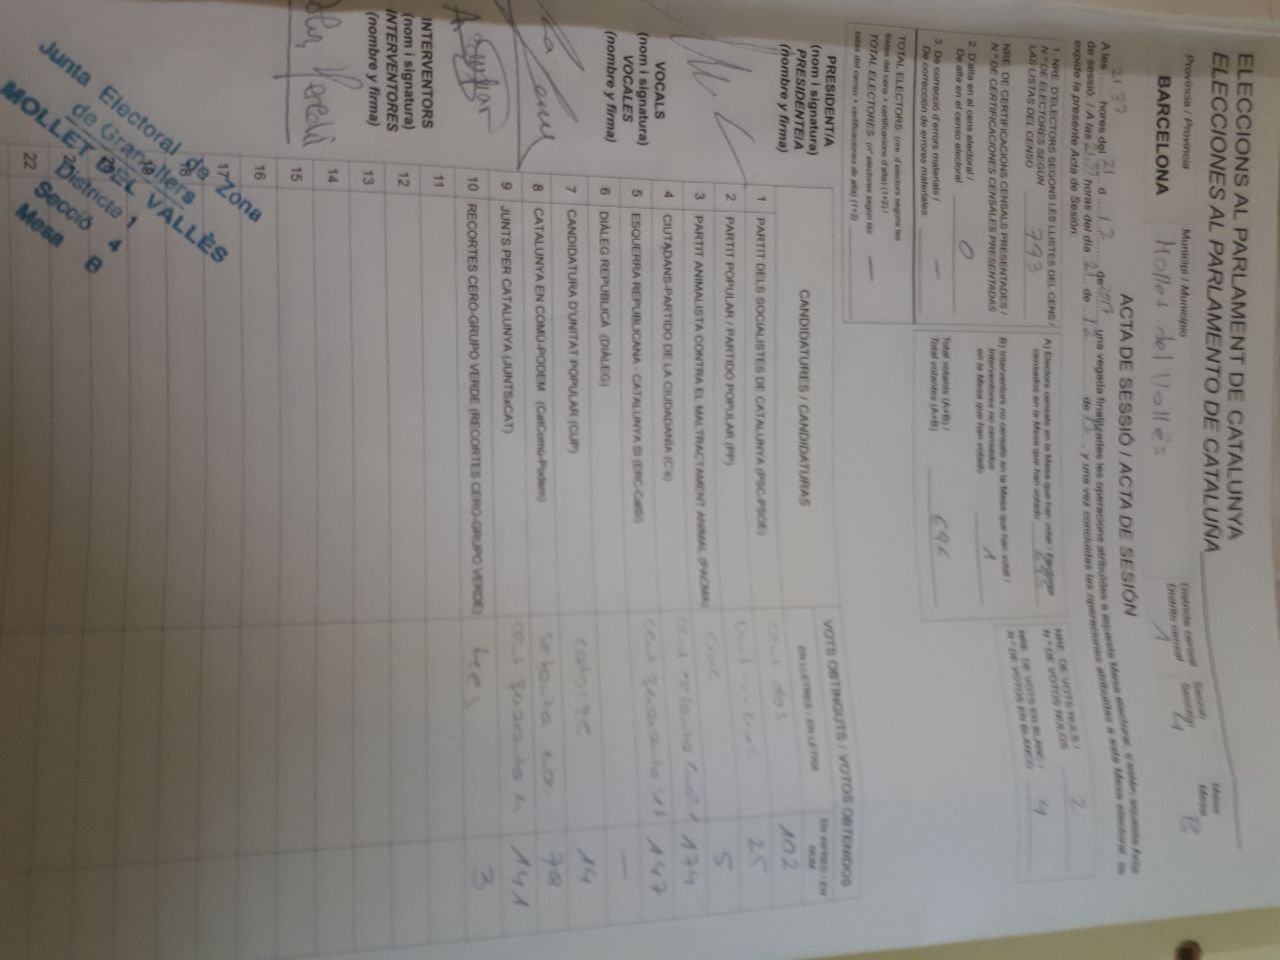 ELECCIONS AL PARLAMENT DE CATALUNYA
ELECCIONES AL PARLAMENTO DE CATALUÑA
Província / Provincia
BARCELONA
Municipi / Municipio
Mollet del Vallès
Districte censal
Distrito censal
1
Secció
Sección
4
Mesa
Mesa
B
ACTA DE SESSIÓ / ACTA DE SESIÓN
A les 21:37 hores del 21 d 12 de 2017 una vegada finalitzades les operacions atribuïdes a aquesta Mesa electoral, s'estén aquesta Acta
de sessió / A las horas del día 21 de 12 de 17, y una vez concluidas las operaciones atribuidas a esta Mesa electoral, se
expide la presente Acta de Sesión:
1. NRE. D'ELECTORS SEGONS LES LLISTES DEL CENS /
N.º DE ELECTORES SEGÚN
LAS LISTAS DEL CENSO 793
NRE. DE CERTIFICACIONS CENSALS PRESENTADES /
N.º DE CERTIFICACIONES CENSALES PRESENTADAS
2. D'alta en el cens electoral /
De alta en el censo electoral 0
3. De correcció d'errors materials /
De corrección de errores materiales —
TOTAL ELECTORS: (nre. d'electors segons les
llistes del cens + certificacions d'alta) (1+2) /
TOTAL ELECTORES: (nº electores según las
listas del censo + certificaciones de alta) (1+2) —
A) Electors censats en la Mesa que han votat / Electores
censados en la Mesa que han votado 695
B) Interventors no censats en la Mesa que han votat /
Interventores no censados
en la Mesa que han votado 1
Total votants (A+B) /
Total votantes (A+B) 696
NRE. DE VOTS NULS /
N.º DE VOTOS NULOS 2
NRE. DE VOTS EN BLANC /
N.º DE VOTOS EN BLANCO 4
PRESIDENT/A
(nom i signatura)
PRESIDENTE/A
(nombre y firma)
VOCALS
(nom i signatura)
VOCALES
(nombre y firma)
INTERVENTORS
(nom i signatura)
INTERVENTORES
(nombre y firma)
CANDIDATURES / CANDIDATURAS
VOTS OBTINGUTS / VOTOS OBTENIDOS
EN LLETRES / EN LETRA
EN XIFRES / EN NÚM.
1 PARTIT DELS SOCIALISTES DE CATALUNYA (PSC-PSOE) cent dos 102
2 PARTIT POPULAR / PARTIDO POPULAR (PP) vint-i-cinc 25
3 PARTIT ANIMALISTA CONTRA EL MALTRACTAMENT ANIMAL (PACMA) cinc 5
4 CIUTADANS-PARTIDO DE LA CIUDADANÍA (C's) cent setanta quatre 174
5 ESQUERRA REPUBLICANA - CATALUNYA SÍ (ERC-CatSí) cent quaranta set 147
6 DIÀLEG REPUBLICÀ (DIÀLEG) —
7 CANDIDATURA D'UNITAT POPULAR (CUP) catorze 14
8 CATALUNYA EN COMÚ-PODEM (CatComú-Podem) setanta
9 JUNTS PER CATALUNYA (JUNTSxCAT) cent quaranta 141
10 RECORTES CERO-GRUPO VERDE (RECORTES CERO-GRUPO VERDE) tres 3
11
12
13
14
15
16
17
18
19
22
Junta Electoral de Zona
de Granollers
MOLLET DEL VALLÈS
Districte 1
Secció 4
Mesa B